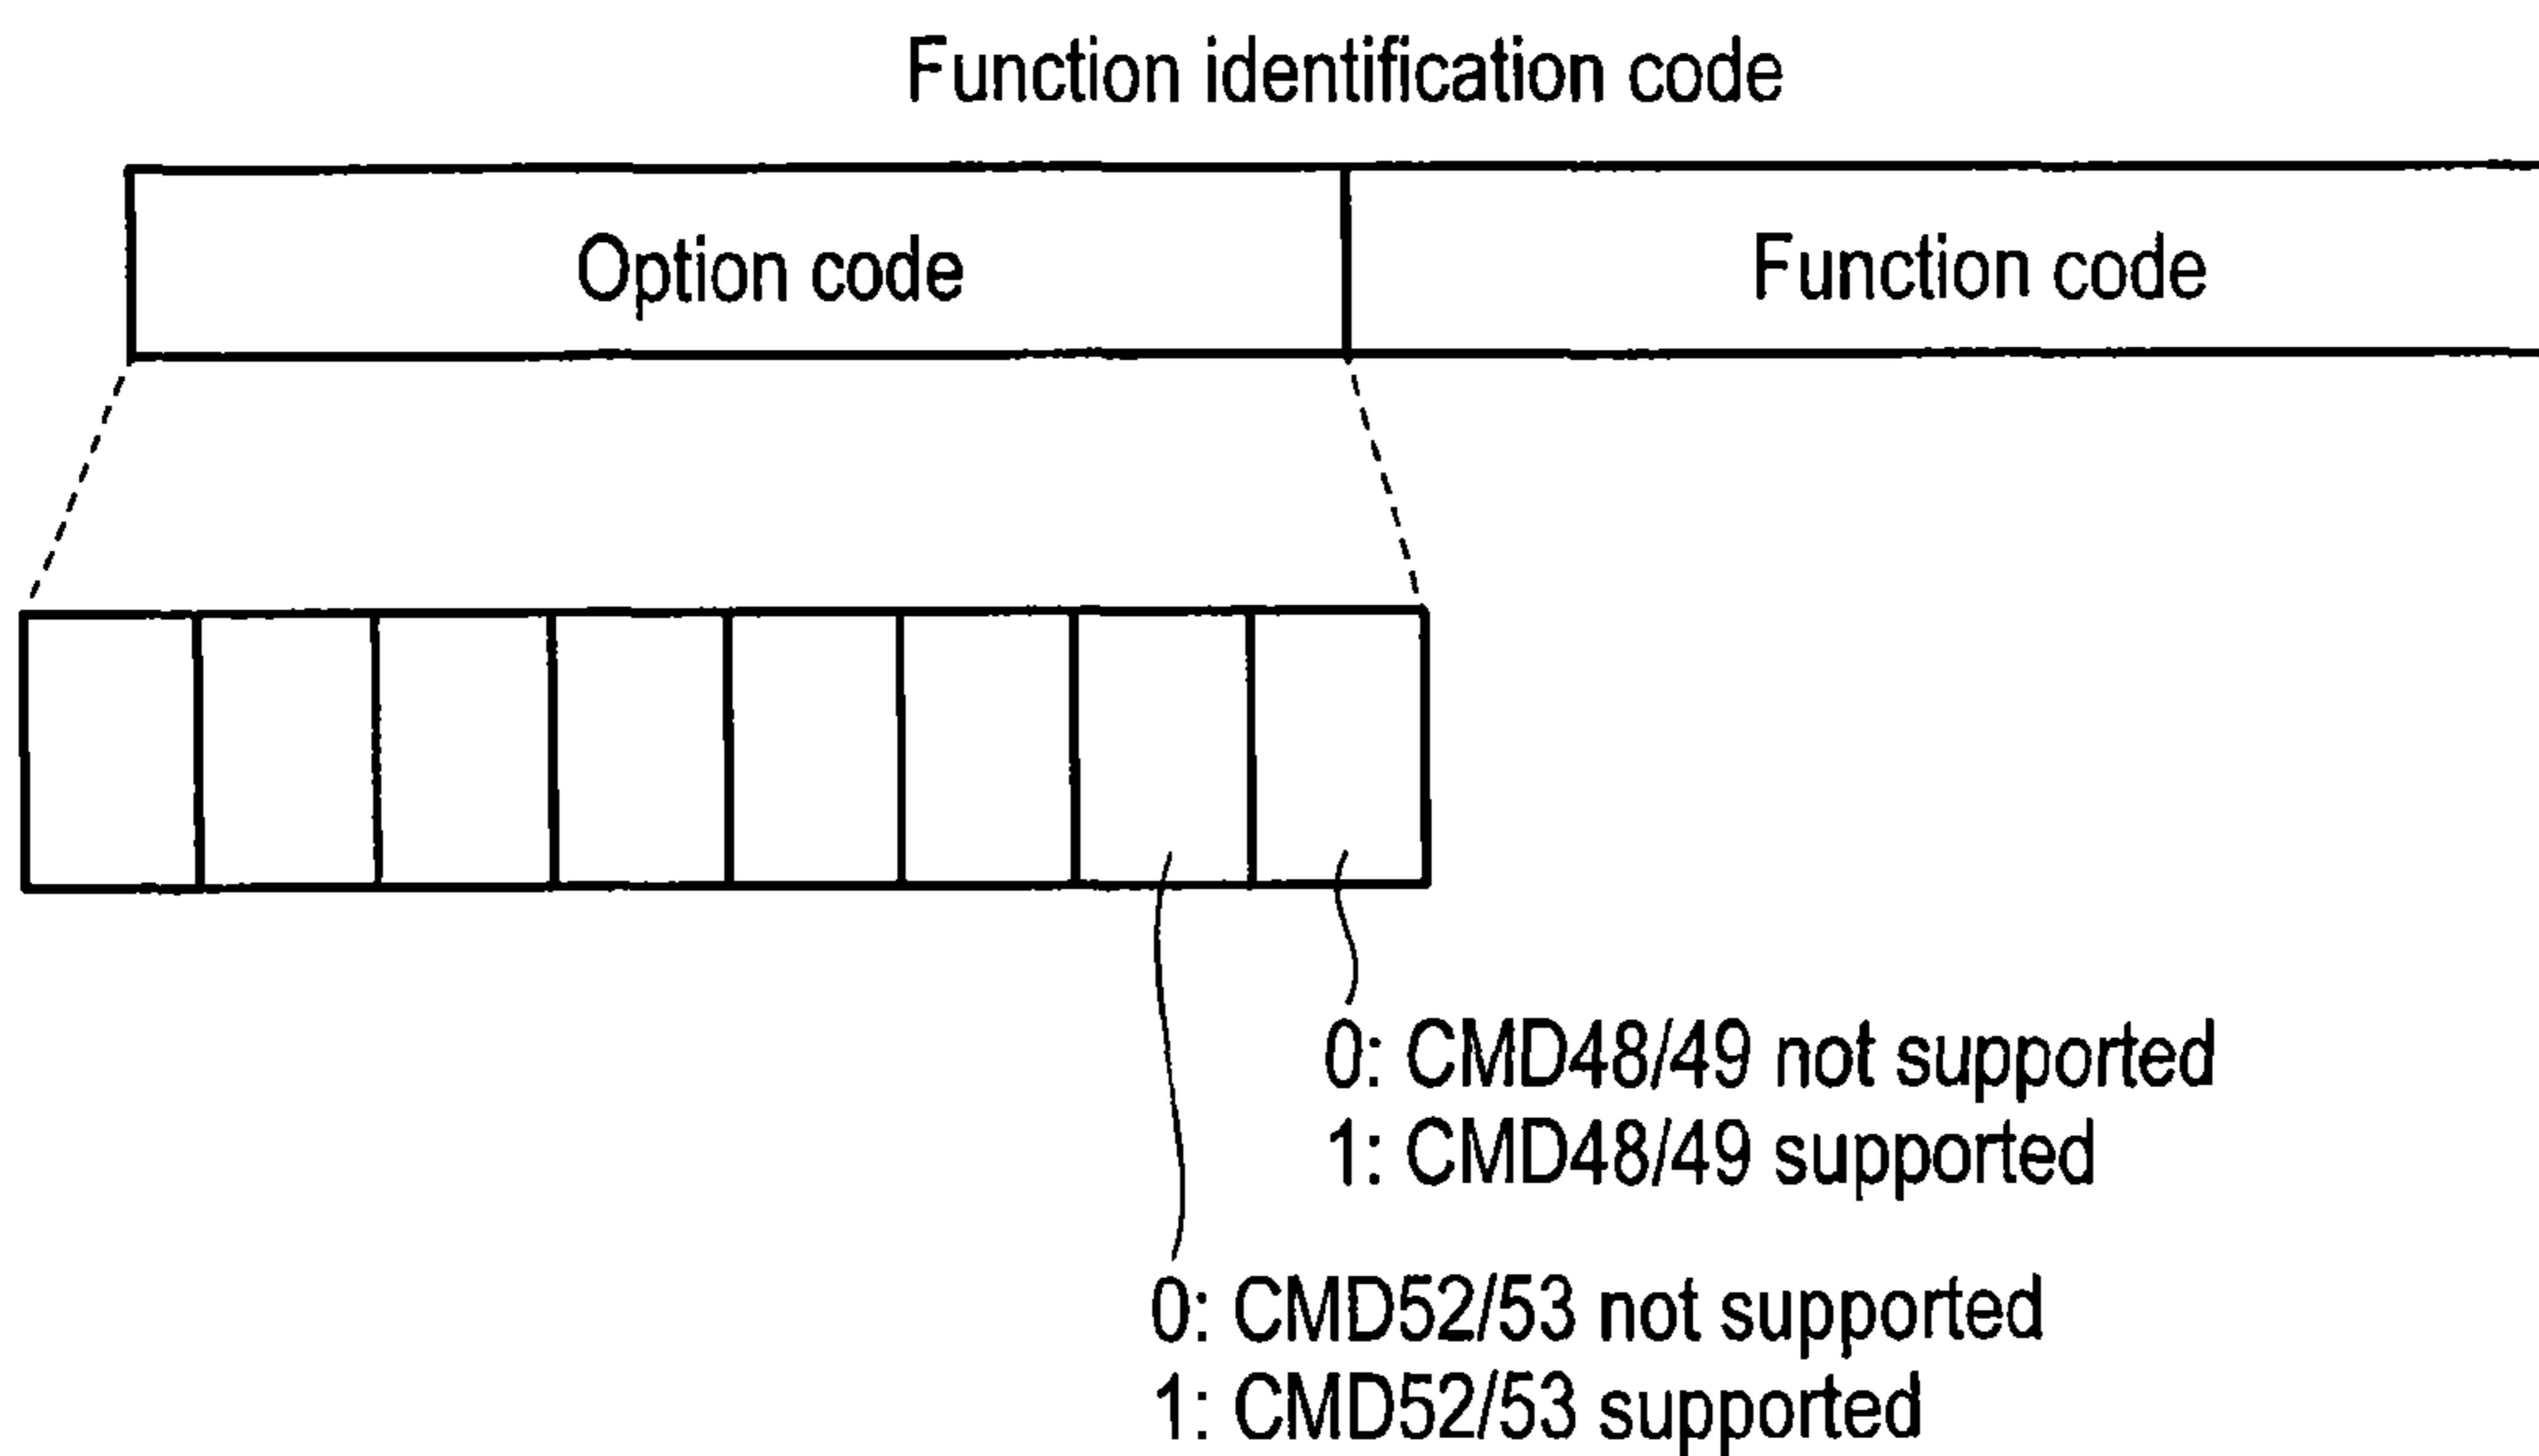 Function identification code
Option code
Function code
0: CMD48/49 not supported
1: CMD48/49 supported
0: CMD52/53 not supported
1: CMD52/53 supported